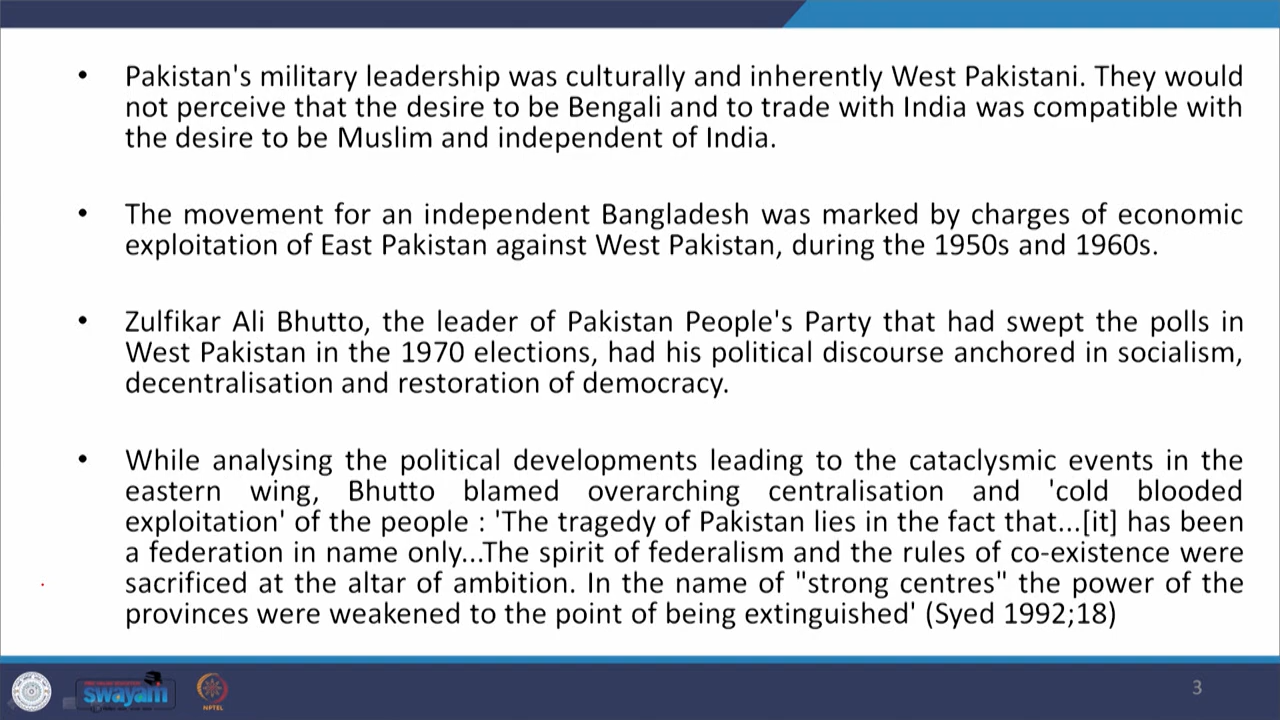 • Pakistan's military leadership was culturally and inherently West Pakistani. They would
not perceive that the desire to be Bengali and to trade with India was compatible with
the desire to be Muslim and independent of India.
• The movement for an independent Bangladesh was marked by charges of economic
exploitation of East Pakistan against West Pakistan, during the 1950s and 1960s.
• Zulfikar Ali Bhutto, the leader of Pakistan People's Party that had swept the polls in
West Pakistan in the 1970 elections, had his political discourse anchored in socialism,
decentralisation and restoration of democracy.
• While analysing the political developments leading to the cataclysmic events in the
eastern wing, Bhutto blamed overarching centralisation and 'cold blooded
exploitation' of the people : 'The tragedy of Pakistan lies in the fact that...[it] has been
a federation in name only...The spirit of federalism and the rules of co-existence were
sacrificed at the altar of ambition. In the name of "strong centres" the power of the
provinces were weakened to the point of being extinguished' (Syed 1992;18)
swayam
NPTEL
3